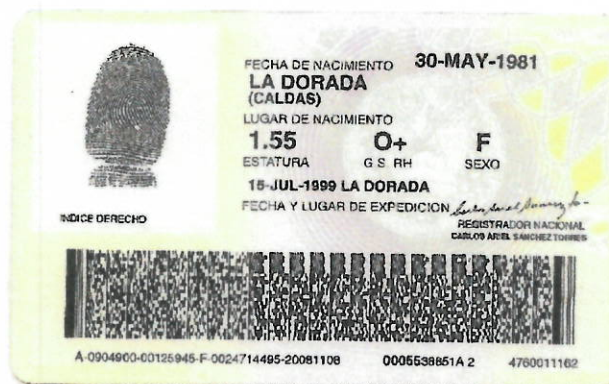 FECHA DE NACIMIENTO 30-MAY-1981
LA DORADA
(CALDAS)
LUGAR DE NACIMIENTO
1.55 O+ F
ESTATURA G.S. RH SEXO
15-JUL-1999 LA DORADA
FECHA Y LUGAR DE EXPEDICION
INDICE DERECHO
REGISTRADOR NACIONAL
CARLOS ARIEL SANCHEZ TORRES
A-0904900-00125945-F-0024714495-20081108 0005538851A 2 4760011162